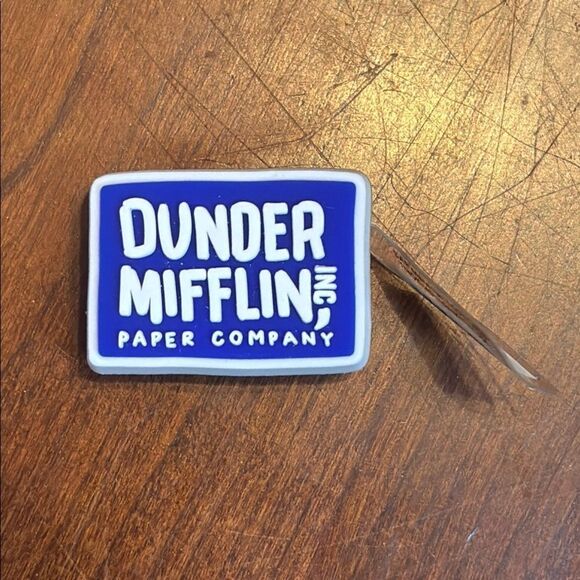 DUNDER
MIFFLIN INC,
PAPER COMPANY